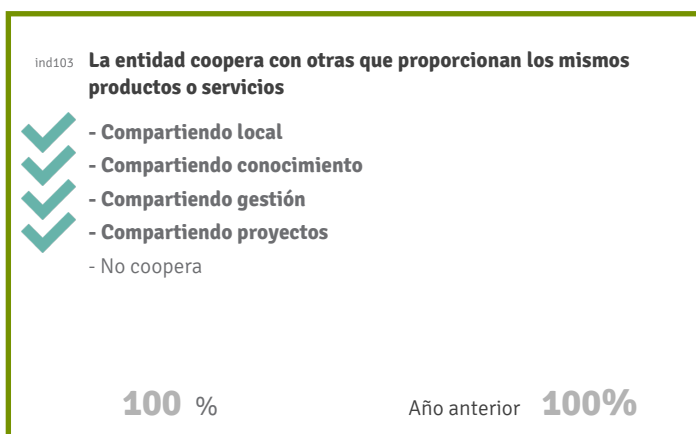 ind103 La entidad coopera con otras que proporcionan los mismos
productos o servicios
- Compartiendo local
- Compartiendo conocimiento
- Compartiendo gestión
- Compartiendo proyectos
- No coopera
100 % Año anterior 100%